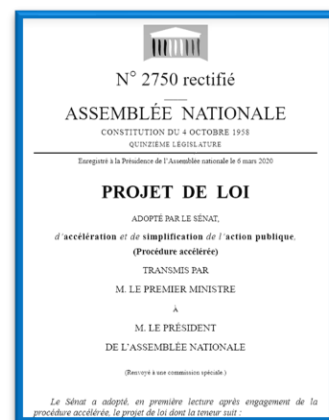 N° 2750 rectifié
ASSEMBLÉE NATIONALE
CONSTITUTION DU 4 OCTOBRE 1958
QUINZIÈME LÉGISLATURE
Enregistré à la Présidence de l'Assemblée nationale le 6 mars 2020
PROJET DE LOI
ADOPTÉ PAR LE SÉNAT,
d'accélération et de simplification de l'action publique,
(Procédure accélérée)
TRANSMIS PAR
M. LE PREMIER MINISTRE
À
M. LE PRÉSIDENT
DE L'ASSEMBLÉE NATIONALE
(Renvoyé à une commission spéciale.)
Le Sénat a adopté, en première lecture après engagement de la
procédure accélérée, le projet de loi dont la teneur suit :